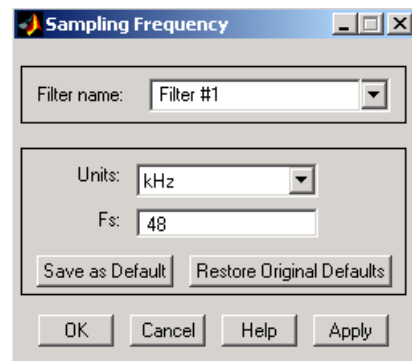 Sampling Frequency
Filter name: Filter #1
Units: kHz
Fs: 48
Save as Default Restore Original Defaults
OK Cancel Help Apply